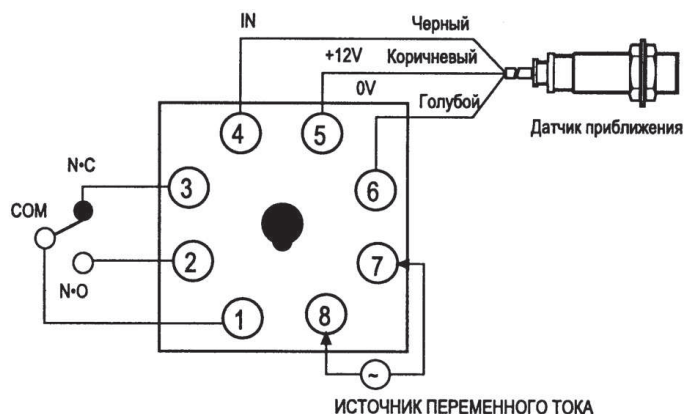 IN
Черный
+12V
Коричневый
0V
Голубой
Датчик приближения
4
5
N•C
3
6
COM
2
7
N•O
1
8
~
ИСТОЧНИК ПЕРЕМЕННОГО ТОКА